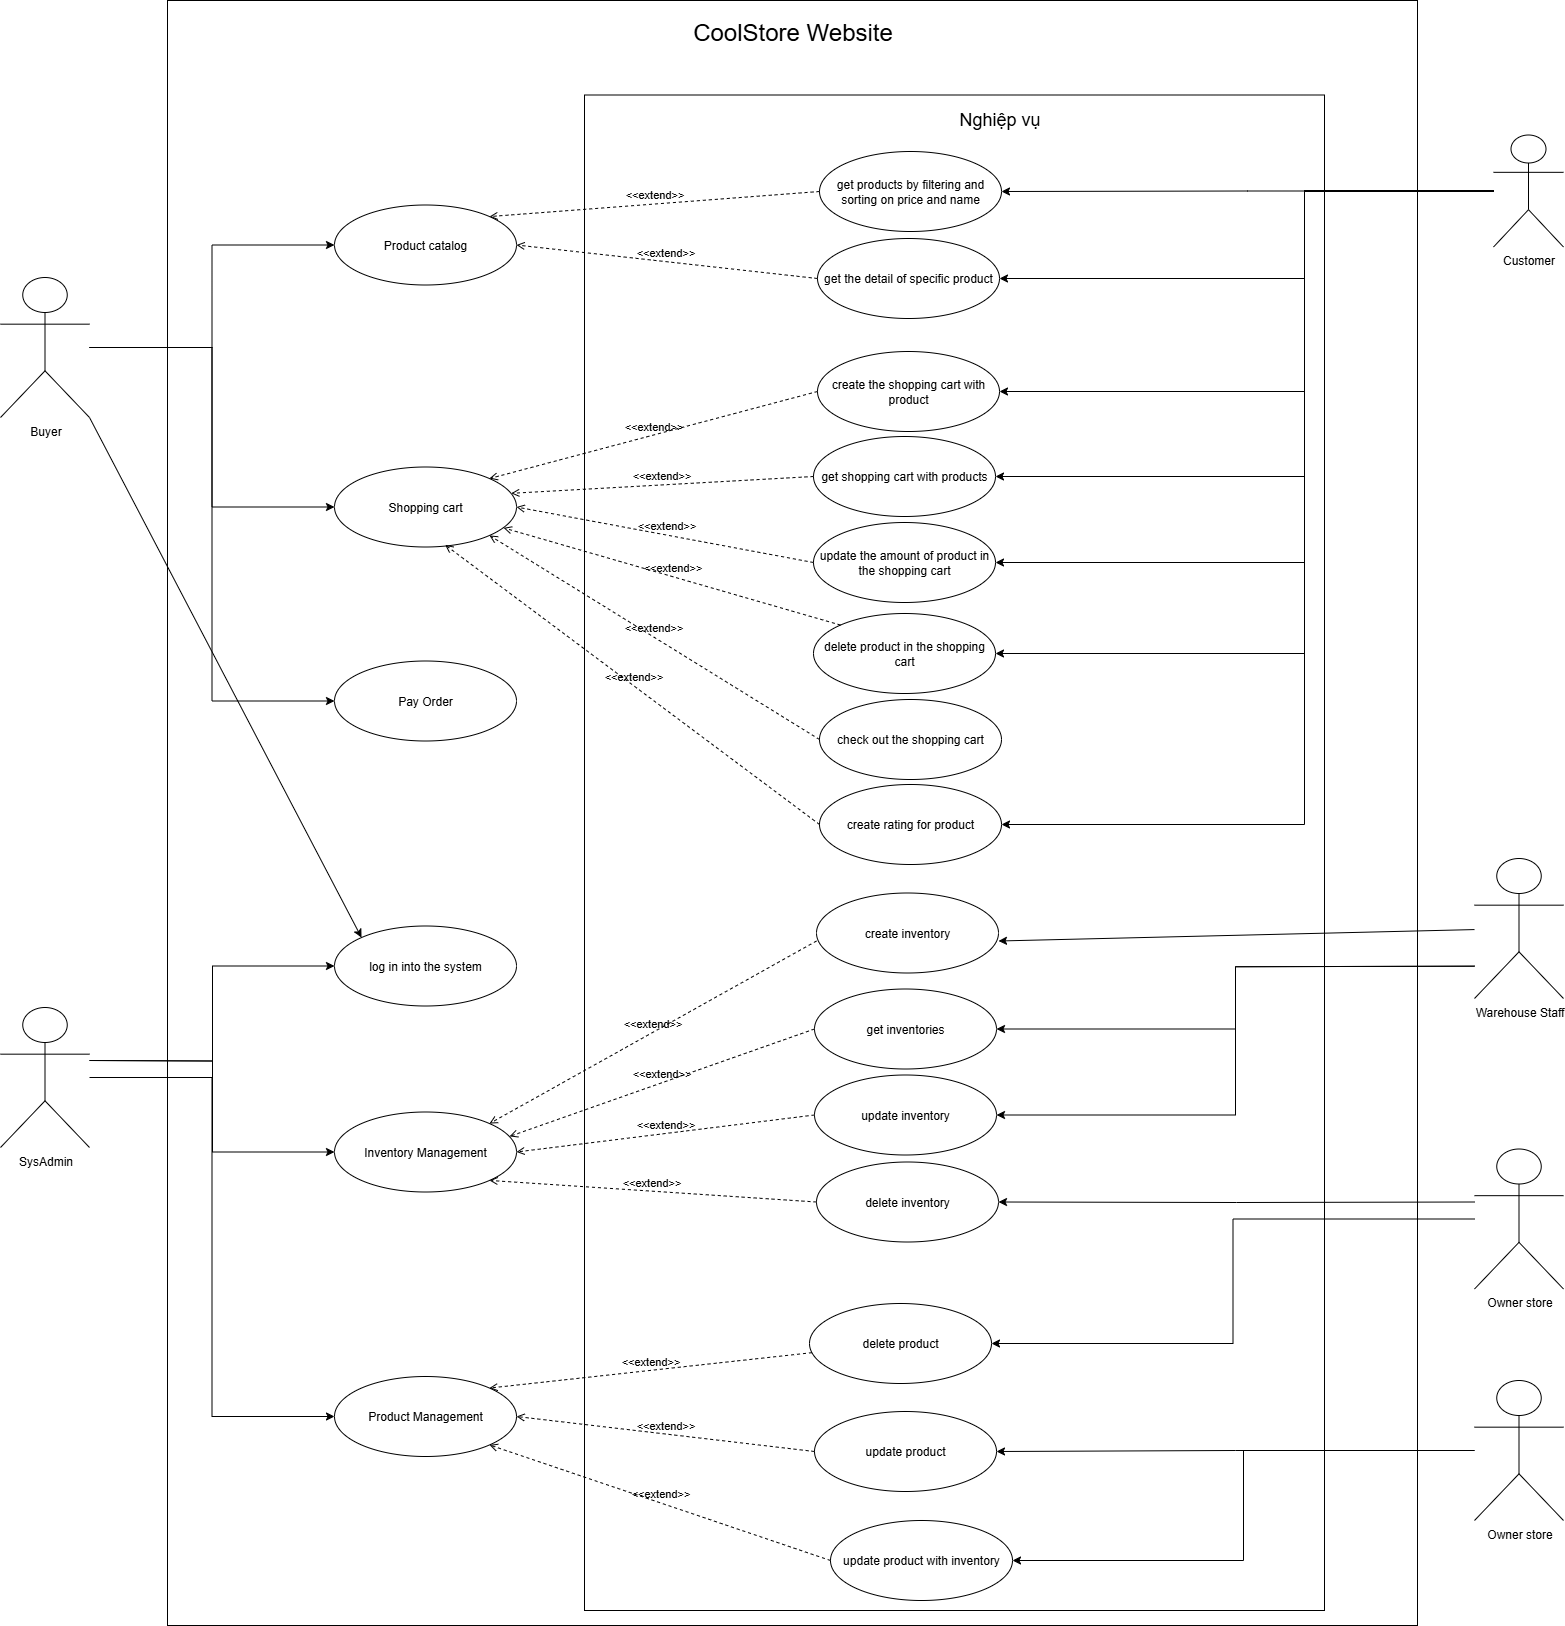 CoolStore Website
Nghiệp vụ
get products by filtering and
sorting on price and name
<<extend>>
Product catalog
<<extend>>
get the detail of specific product
Customer
Buyer
create the shopping cart with
product
<<extend>>
<<extend>>
get shopping cart with products
Shopping cart
<<extend>>
update the amount of product in
the shopping cart
<<extend>>
delete product in the shopping
cart
<<extend>>
<<extend>>
Pay Order
check out the shopping cart
create rating for product
create inventory
log in into the system
Warehouse Staff
<<extend>>
get inventories
<<extend>>
update inventory
<<extend>>
SysAdmin
Inventory Management
<<extend>>
delete inventory
Owner store
delete product
<<extend>>
Product Management
<<extend>>
update product
<<extend>>
Owner store
update product with inventory